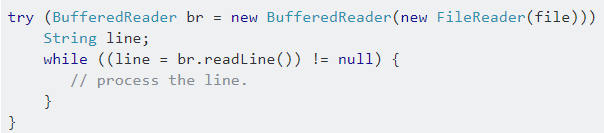 try (BufferedReader br = new BufferedReader(new FileReader(file)))
    String line;
    while ((line = br.readLine()) != null) {
       // process the line.
    }
}